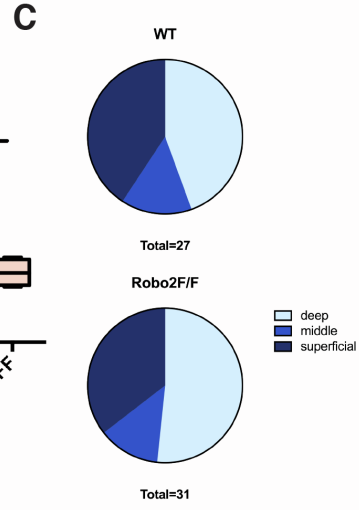 C
WT
Total=27
Robo2F/F
deep
middle
superficial
Total=31